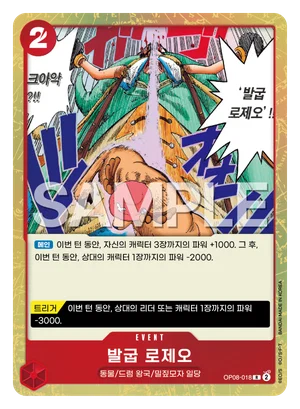 2
크아악
?!!
'발굽
로제오'!!
SAMPLE
메인 이번 턴 동안, 자신의 캐릭터 3장까지의 파워 +1000. 그 후,
이번 턴 동안, 상대의 캐릭터 1장까지의 파워 -2000.
트리거 이번 턴 동안, 상대의 리더 또는 캐릭터 1장까지의 파워
-3000.
EVENT
발굽 로제오
동물/드럼 왕국/밀짚모자 일당
OP08-018 R 2